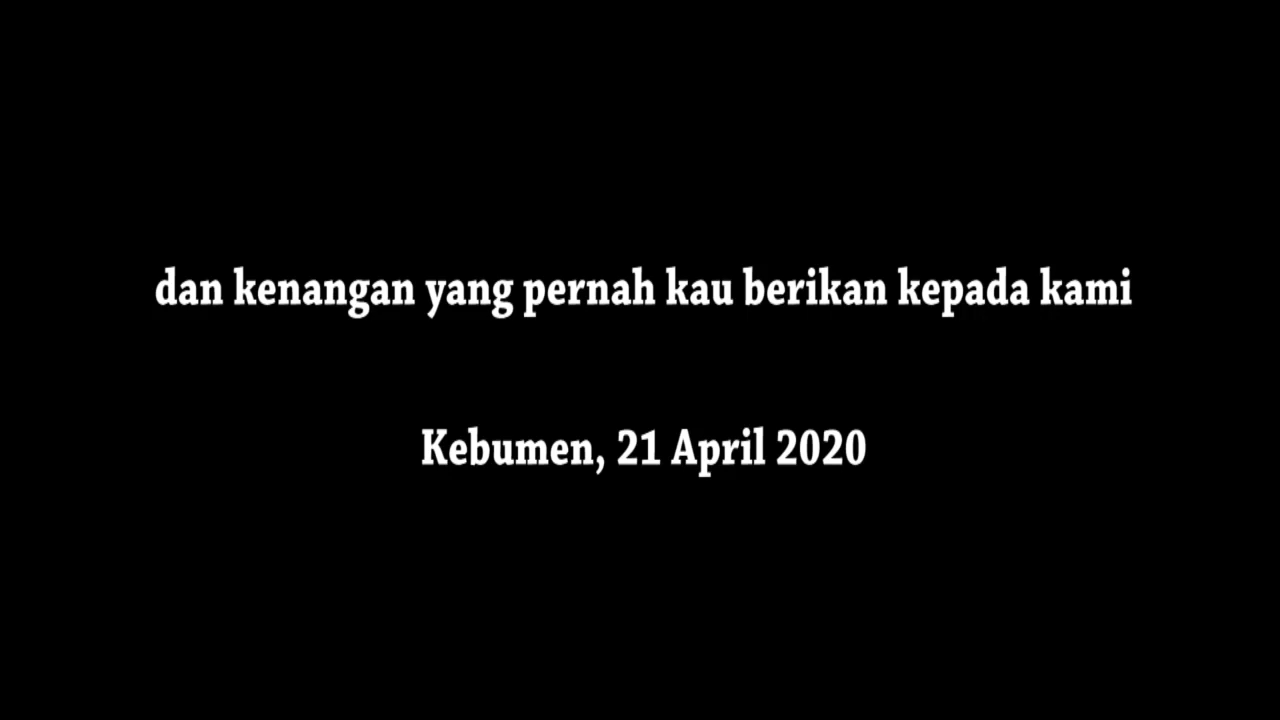 dan kenangan yang pernah kau berikan kepada kami
Kebumen, 21 April 2020